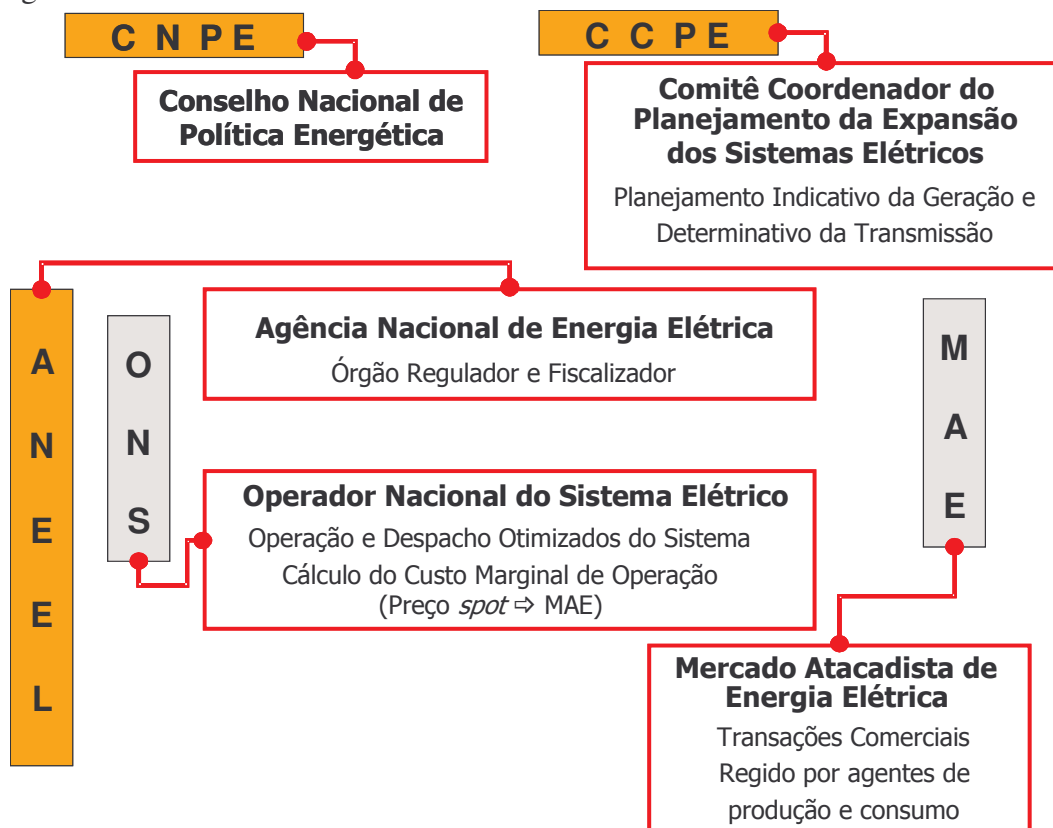 C N P E
Conselho Nacional de
Política Energética
C C P E
Comitê Coordenador do
Planejamento da Expansão
dos Sistemas Elétricos
Planejamento Indicativo da Geração e
Determinativo da Transmissão
A
N
E
E
L
Agência Nacional de Energia Elétrica
Órgão Regulador e Fiscalizador
O
N
S
Operador Nacional do Sistema Elétrico
Operação e Despacho Otimizados do Sistema
Cálculo do Custo Marginal de Operação
(Preço spot ⇨ MAE)
M
A
E
Mercado Atacadista de
Energia Elétrica
Transações Comerciais
Regido por agentes de
produção e consumo